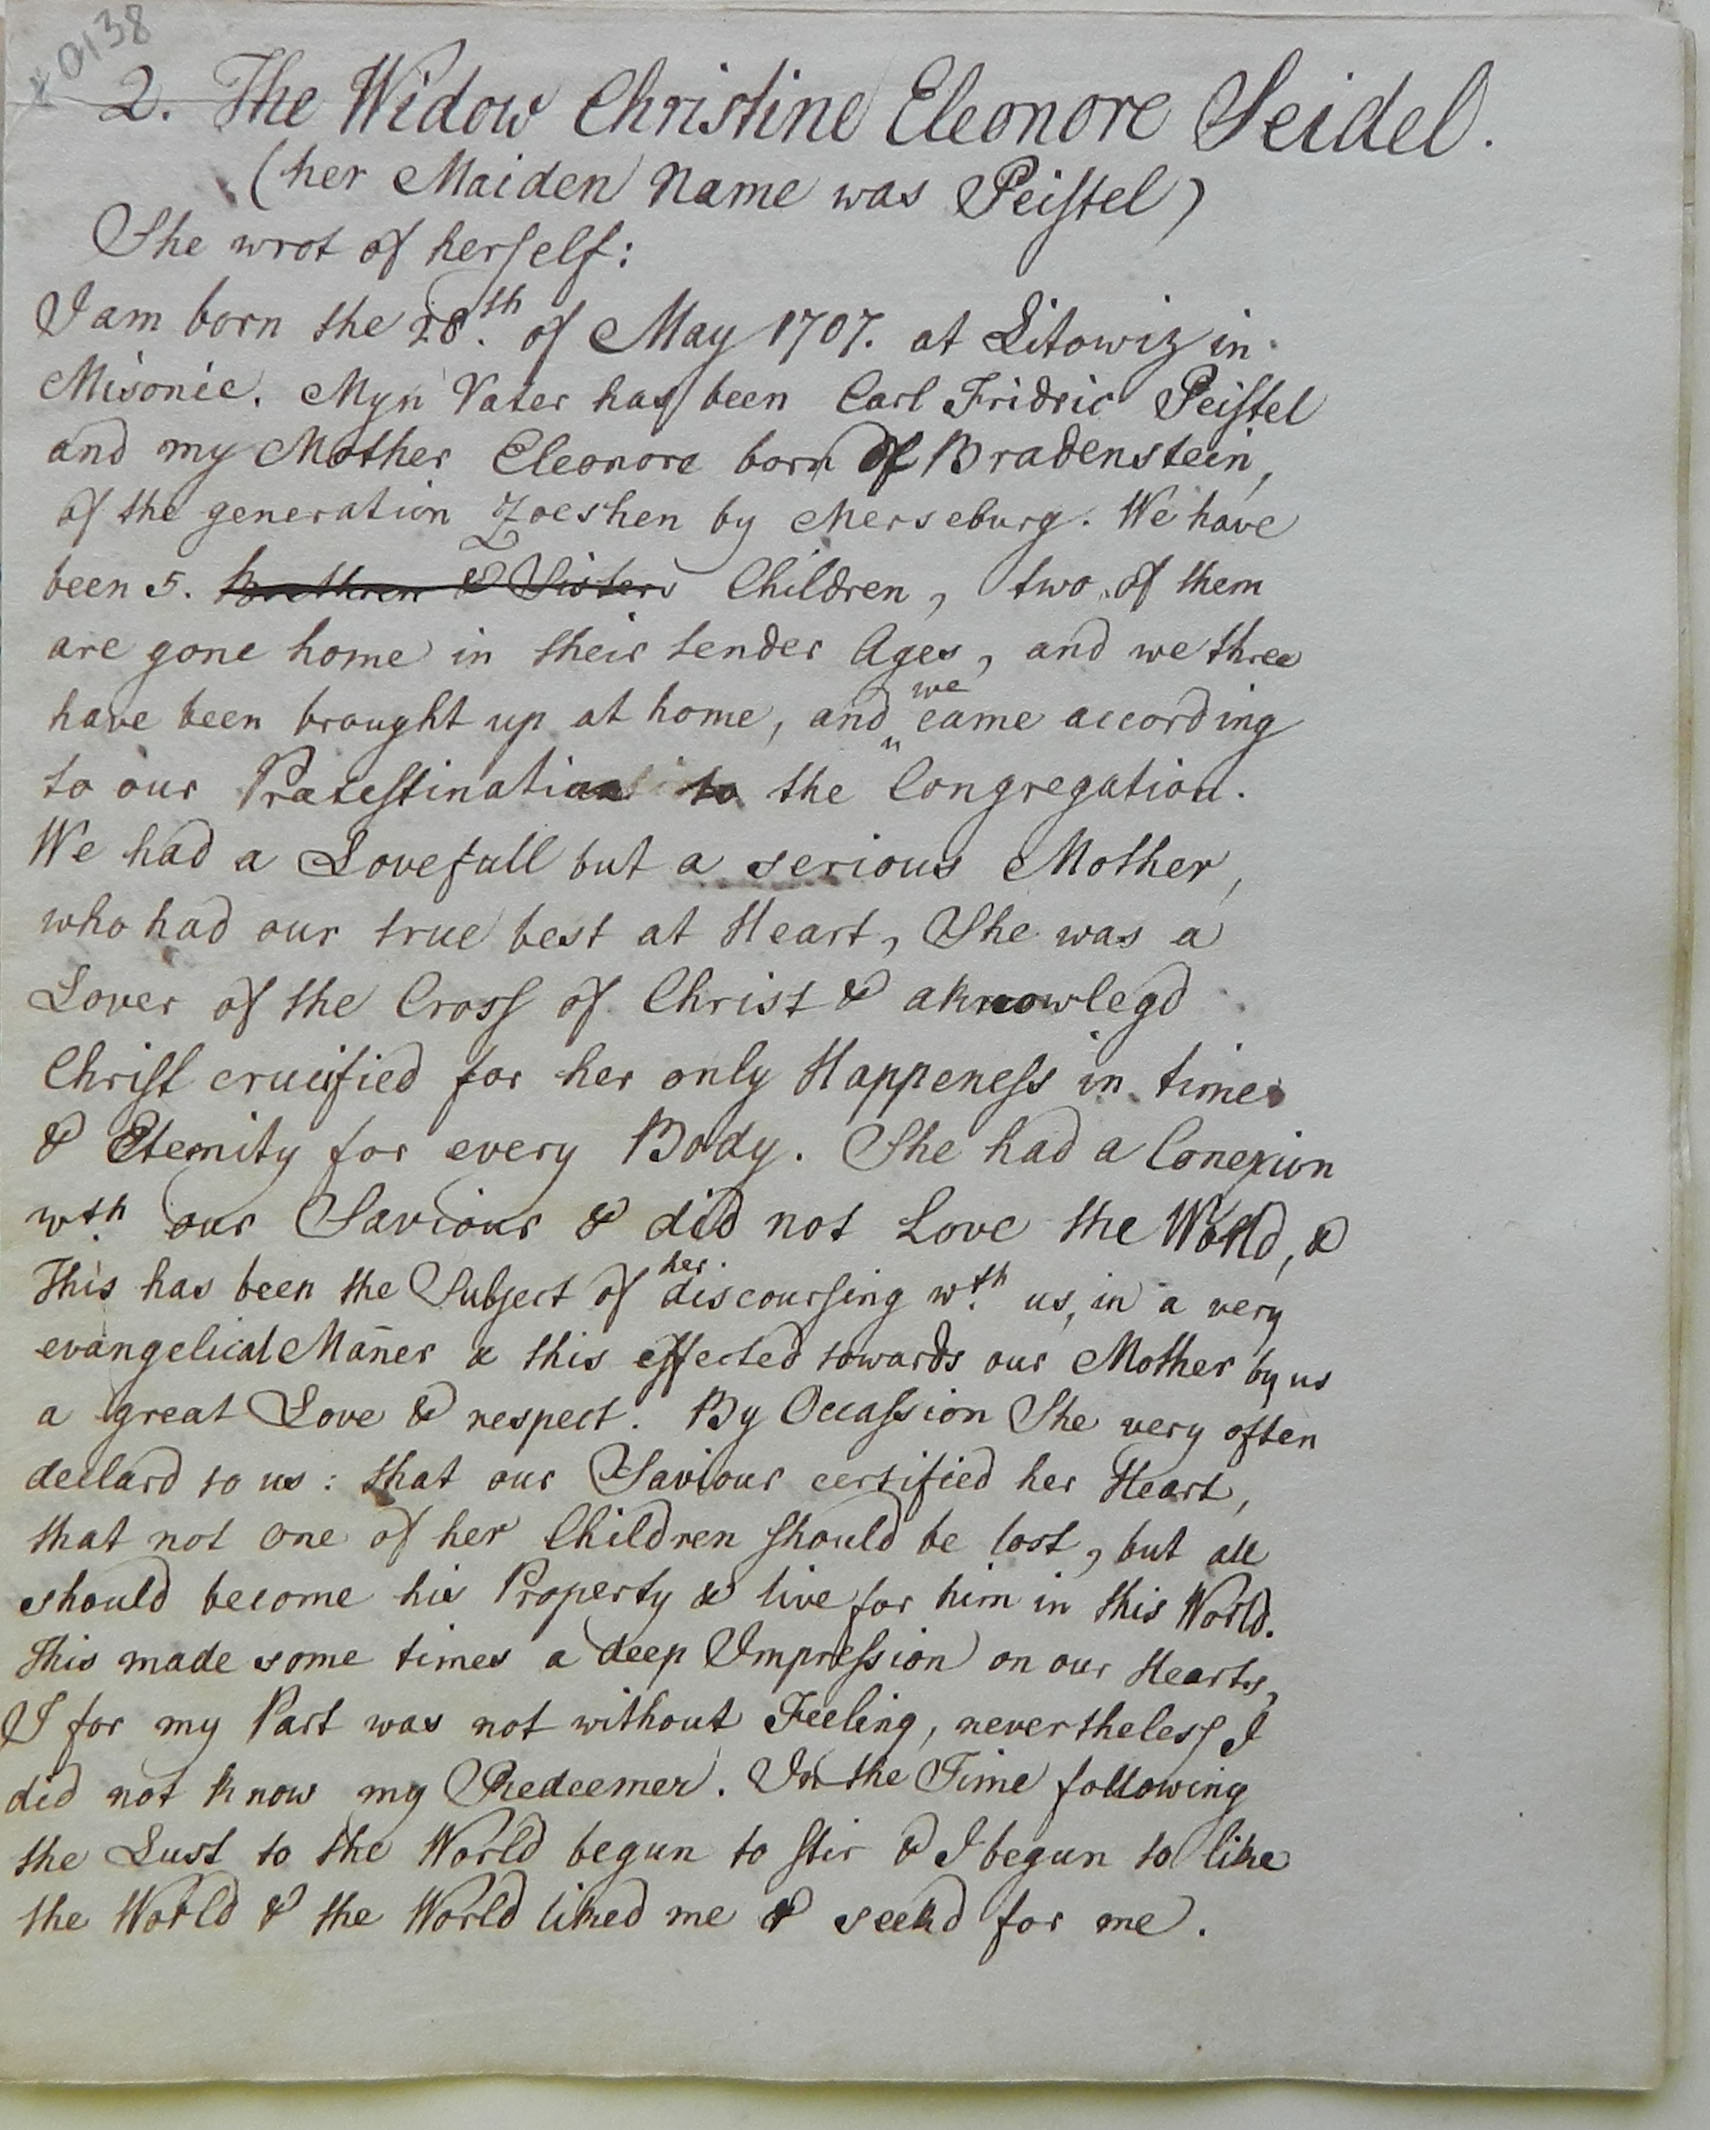 x a138
2. The Widow Christine Eleonore Seidel.
(her Maiden Name was Peistel)
She wrot of herself:
I am born the 28th. of May 1707. at Litowiz in
Misonie. Myn Vater has been Carl Fridric Peistel
and my Mother Eleonore born of Bradenstein,
of the generation Zoeshen by Merseburg. We have
been 5. Brethren & Sisters Children, two of them
are gone home in their tender Ages, and we three
have been brought up at home, and we came according
to our Pratestination to the Congregation.
We had a Lovefull but a serious Mother,
who had our true best at Heart, She was a
Lover of the Cross of Christ & aknowlegd
Christ crucified for her only Happeness in time
& Eternity for every Body. She had a Conexion
wth. our Saviour & did not Love the World, &
This has been the Subject of her discoursing wth. us, in a very
evangelical Mañer & this effected towards our Mother by us
a great Love & respect. By Occassion She very often
declard to us: that our Saviour certified her Heart,
that not one of her Children should be lost, but all
should become his Property & live for him in this World.
This made some times a deep Impression on our Hearts,
I for my Part was not without Feeling, nevertheless I
did not know my Redeemer. In the Time following
the Lust to the World begun to stir & I begun to like
the World & the World liked me & seekd for me.